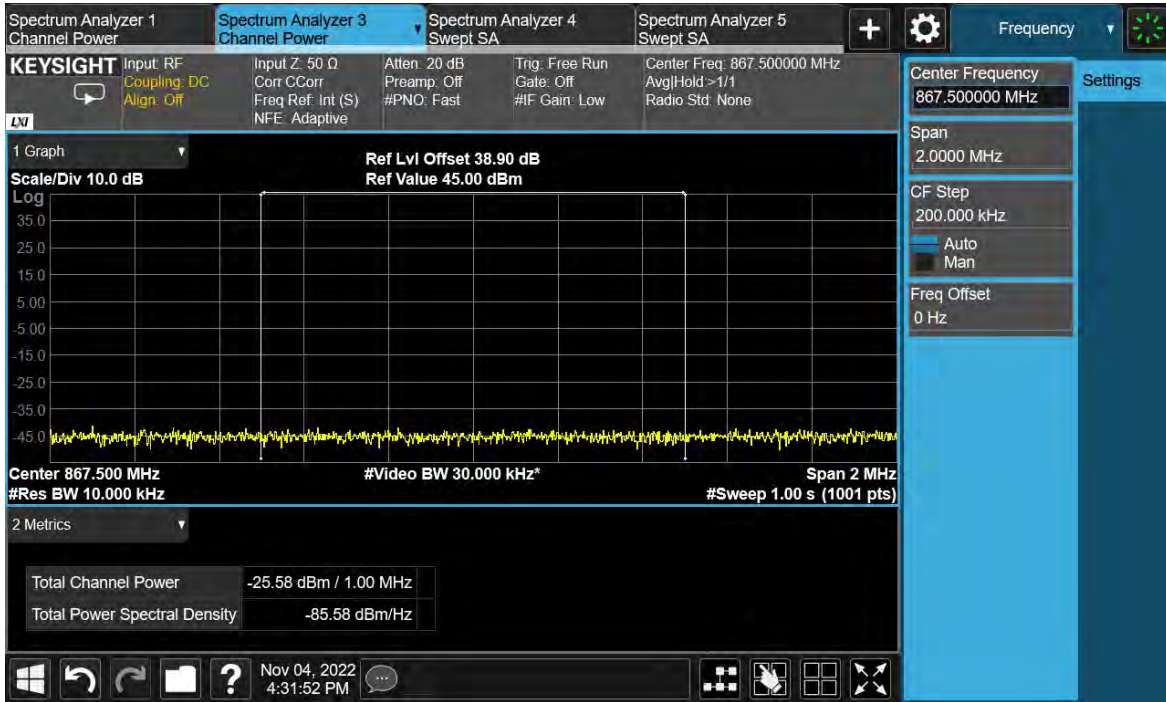 Spectrum Analyzer 1
Channel Power
Spectrum Analyzer 3
Channel Power
Spectrum Analyzer 4
Swept SA
Spectrum Analyzer 5
Swept SA
+
Frequency
KEYSIGHT
LXI
Input: RF
Coupling: DC
Align: Off
Input Z: 50 Ω
Corr CCorr
Freq Ref: Int (S)
NFE: Adaptive
Atten: 20 dB
Preamp: Off
#PNO: Fast
Trig: Free Run
Gate: Off
#IF Gain: Low
Center Freq: 867.500000 MHz
Avg|Hold:>1/1
Radio Std: None
Center Frequency
867.500000 MHz
Settings
Span
2.0000 MHz
CF Step
200.000 kHz
Auto
Man
Freq Offset
0 Hz
1 Graph
Scale/Div 10.0 dB
Ref Lvl Offset 38.90 dB
Ref Value 45.00 dBm
Log
35.0
25.0
15.0
5.00
-5.00
-15.0
-25.0
-35.0
-45.0
Center 867.500 MHz
#Video BW 30.000 kHz*
Span 2 MHz
#Res BW 10.000 kHz
#Sweep 1.00 s (1001 pts)
2 Metrics
Total Channel Power -25.58 dBm / 1.00 MHz
Total Power Spectral Density -85.58 dBm/Hz
?
Nov 04, 2022
4:31:52 PM